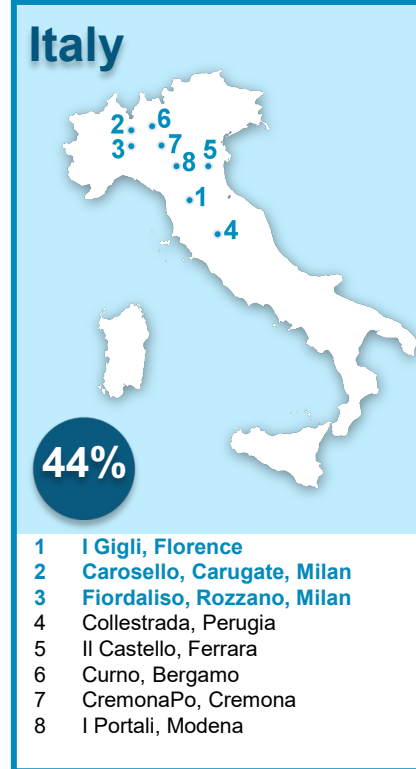 Italy
2
6
3
7
5
8
1
4
44%
1 I Gigli, Florence
2 Carosello, Carugate, Milan
3 Fiordaliso, Rozzano, Milan
4 Collestrada, Perugia
5 Il Castello, Ferrara
6 Curno, Bergamo
7 CremonaPo, Cremona
8 I Portali, Modena